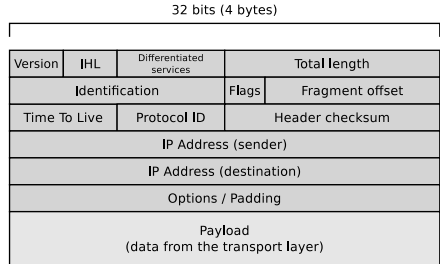 32 bits (4 bytes)
Version IHL Differentiated services Total length
Identification Flags Fragment offset
Time To Live Protocol ID Header checksum
IP Address (sender)
IP Address (destination)
Options / Padding
Payload
(data from the transport layer)